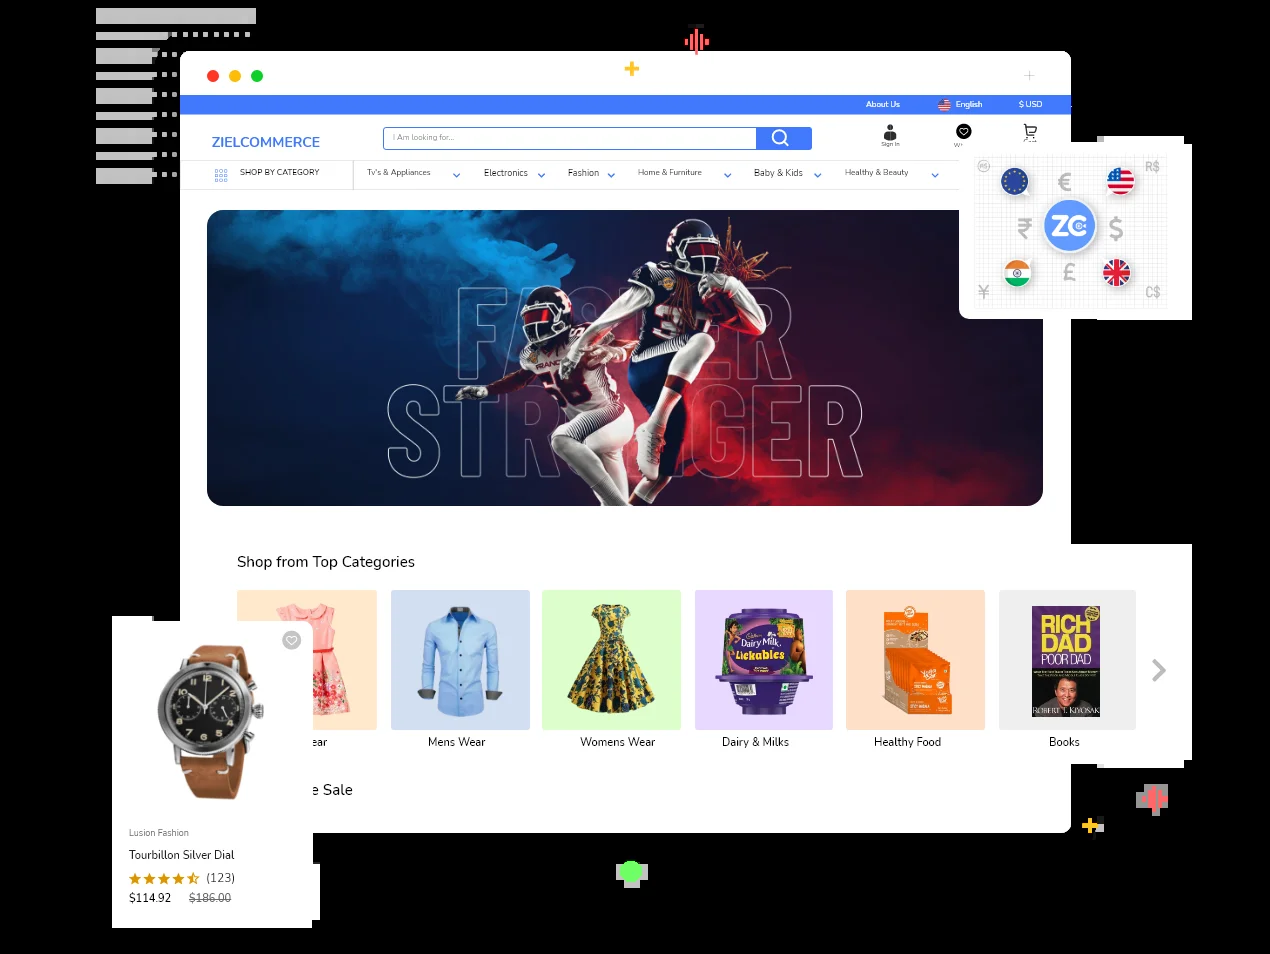 About Us
English
$ USD
ZIELCOMMERCE
I Am looking for...
Sign In
SHOP BY CATEGORY
Tv's & Appliances
Electronics
Fashion
Home & Furniture
Baby & Kids
Healthy & Beauty
R$
€
₹
ZC
$
£
¥
C$
STR GER
Shop from Top Categories
Dairy Milk
Lickables
RICH
DAD
POOR DAD
ROBERT T. KIYOSAKI
ear
Mens Wear
Womens Wear
Dairy & Milks
Healthy Food
Books
e Sale
Lusion Fashion
Tourbillon Silver Dial
(123)
$114.92 $186.00